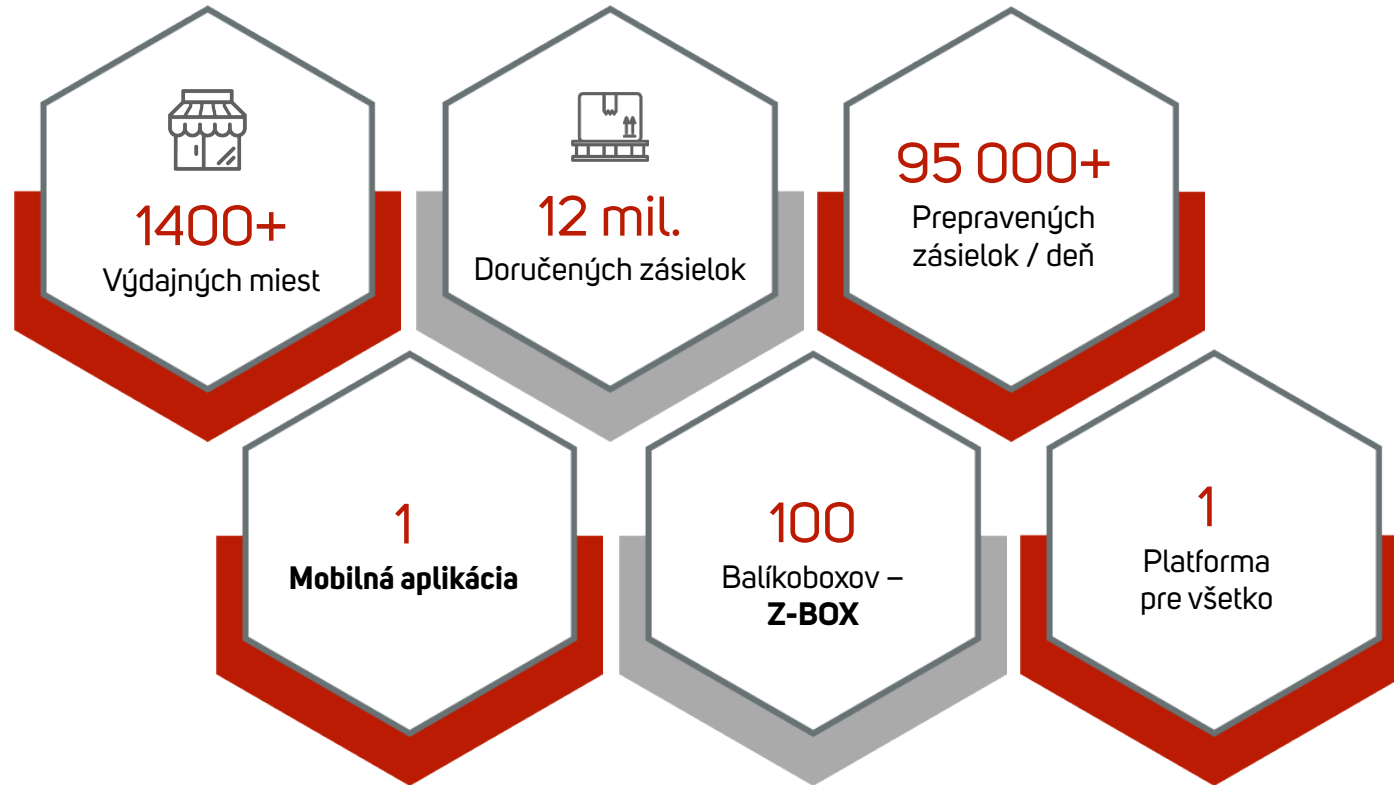 1400+
Výdajných miest
12 mil.
Doručených zásielok
95 000+
Prepravených
zásielok / deň
1
Mobilná aplikácia
100
Balíkoboxov –
Z-BOX
1
Platforma
pre všetko